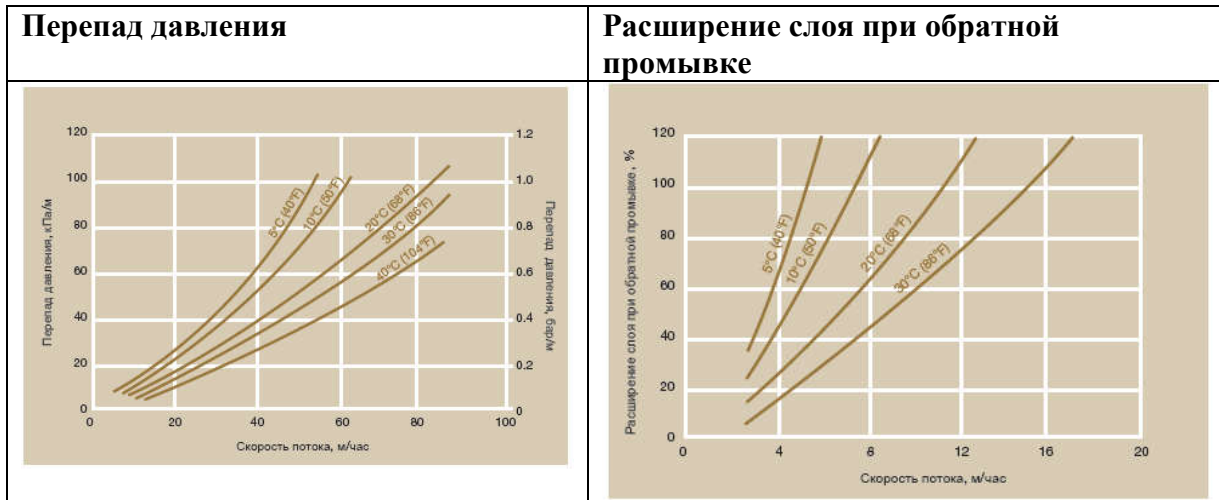 Перепад давления
Расширение слоя при обратной
промывке
120
100
80
60
40
20
0
Перепад давления, кПа/м
5°C (40°F)
10°C (50°F)
20°C (68°F)
30°C (86°F)
40°C (104°F)
1.2
1.0
0.8
0.6
0.4
0.2
0
Перепад давления, бар/м
0 20 40 60 80 100
Скорость потока, м/час
120
100
80
60
40
20
0
Расширение слоя при обратной промывке, %
5°C (40°F)
10°C (50°F)
20°C (68°F)
30°C (86°F)
0 4 8 12 16 20
Скорость потока, м/час